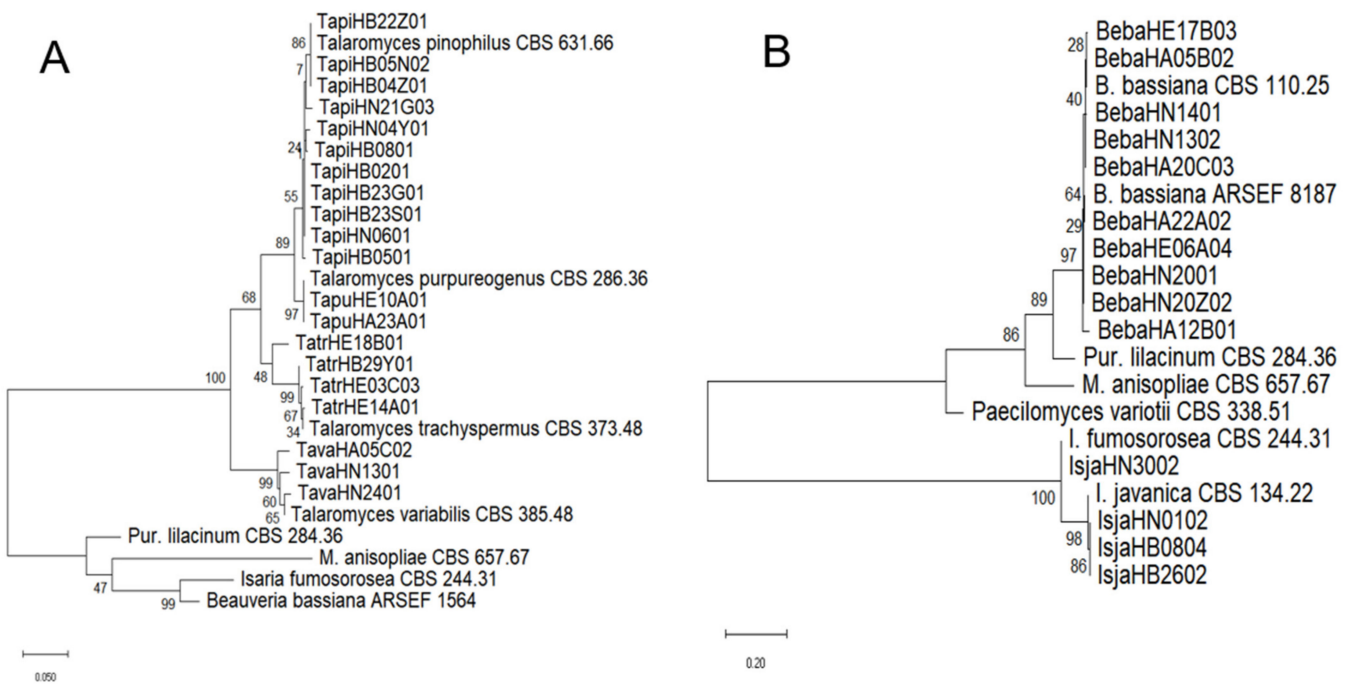 A
TapiHB22Z01
86
Talaromyces pinophilus CBS 631.66
7
TapiHB05N02
TapiHB04Z01
TapiHN21G03
TapiHN04Y01
24
TapiHB0801
TapiHB0201
55
TapiHB23G01
TapiHB23S01
TapiHN0601
89
TapiHB0501
Talaromyces purpureogenus CBS 286.36
68
TapuHE10A01
97
TapuHA23A01
TatrHE18B01
48
TatrHB29Y01
100
TatrHE03C03
99
TatrHE14A01
67
34
Talaromyces trachyspermus CBS 373.48
TavaHA05C02
TavaHN1301
99
TavaHN2401
60
65
Talaromyces variabilis CBS 385.48
Pur. lilacinum CBS 284.36
M. anisopliae CBS 657.67
47
Isaria fumosorosea CBS 244.31
99
Beauveria bassiana ARSEF 1564
0.050
B
BebaHE17B03
28
BebaHA05B02
B. bassiana CBS 110.25
40
BebaHN1401
BebaHN1302
BebaHA20C03
64
B. bassiana ARSEF 8187
29
BebaHA22A02
97
BebaHE06A04
BebaHN2001
89
BebaHN20Z02
86
BebaHA12B01
Pur. lilacinum CBS 284.36
M. anisopliae CBS 657.67
Paecilomyces variotii CBS 338.51
I. fumosorosea CBS 244.31
IsjaHN3002
100
I. javanica CBS 134.22
IsjaHN0102
98
IsjaHB0804
86
IsjaHB2602
0.20